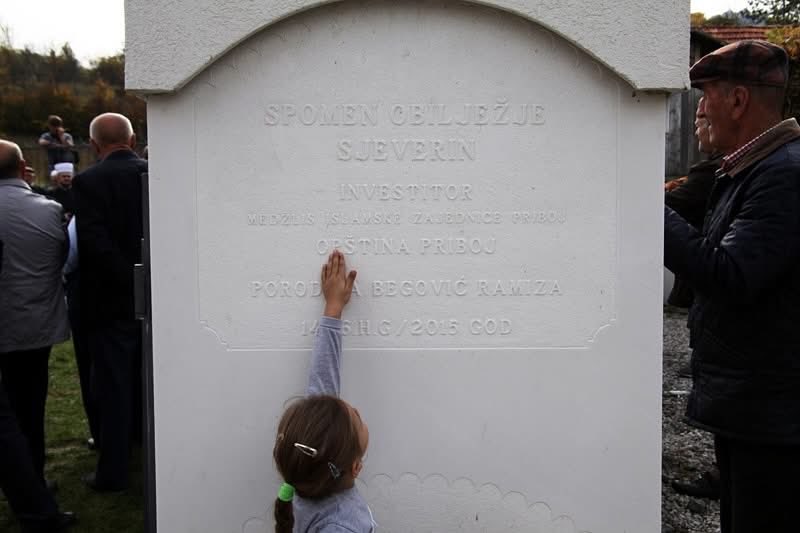 SPOMEN OBILJEŽJE
SJEVERIN
INVESTITOR
MEDŽLIS ISLAMSKE ZAJEDNICE PRIBOJ
OPŠTINA PRIBOJ
BEGOVIĆ RAMIZA
H.G/2015 GOD